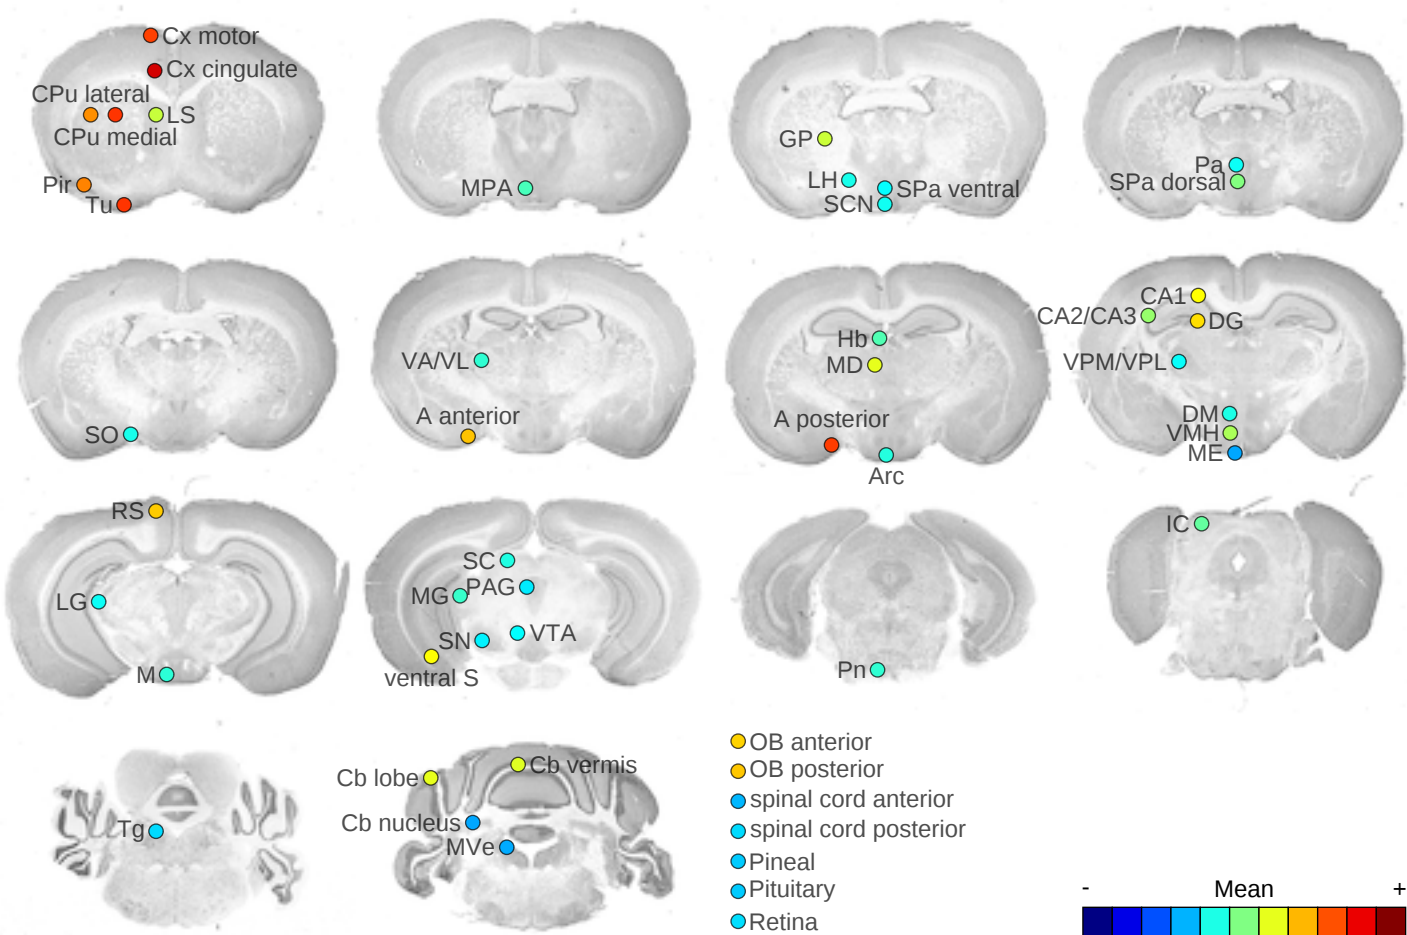 Cx motor
Cx cingulate
CPu lateral
LS
CPu medial
Pir
Tu
MPA
GP
LH
SPa ventral
SCN
Pa
SPa dorsal
SO
VA/VL
A anterior
Hb
MD
A posterior
Arc
CA1
CA2/CA3
DG
VPM/VPL
DM
VMH
ME
RS
LG
M
SC
PAG
MG
SN
VTA
ventral S
Pn
IC
Tg
Cb lobe
Cb vermis
Cb nucleus
MVe
OB anterior
OB posterior
spinal cord anterior
spinal cord posterior
Pineal
Pituitary
Retina
- Mean +